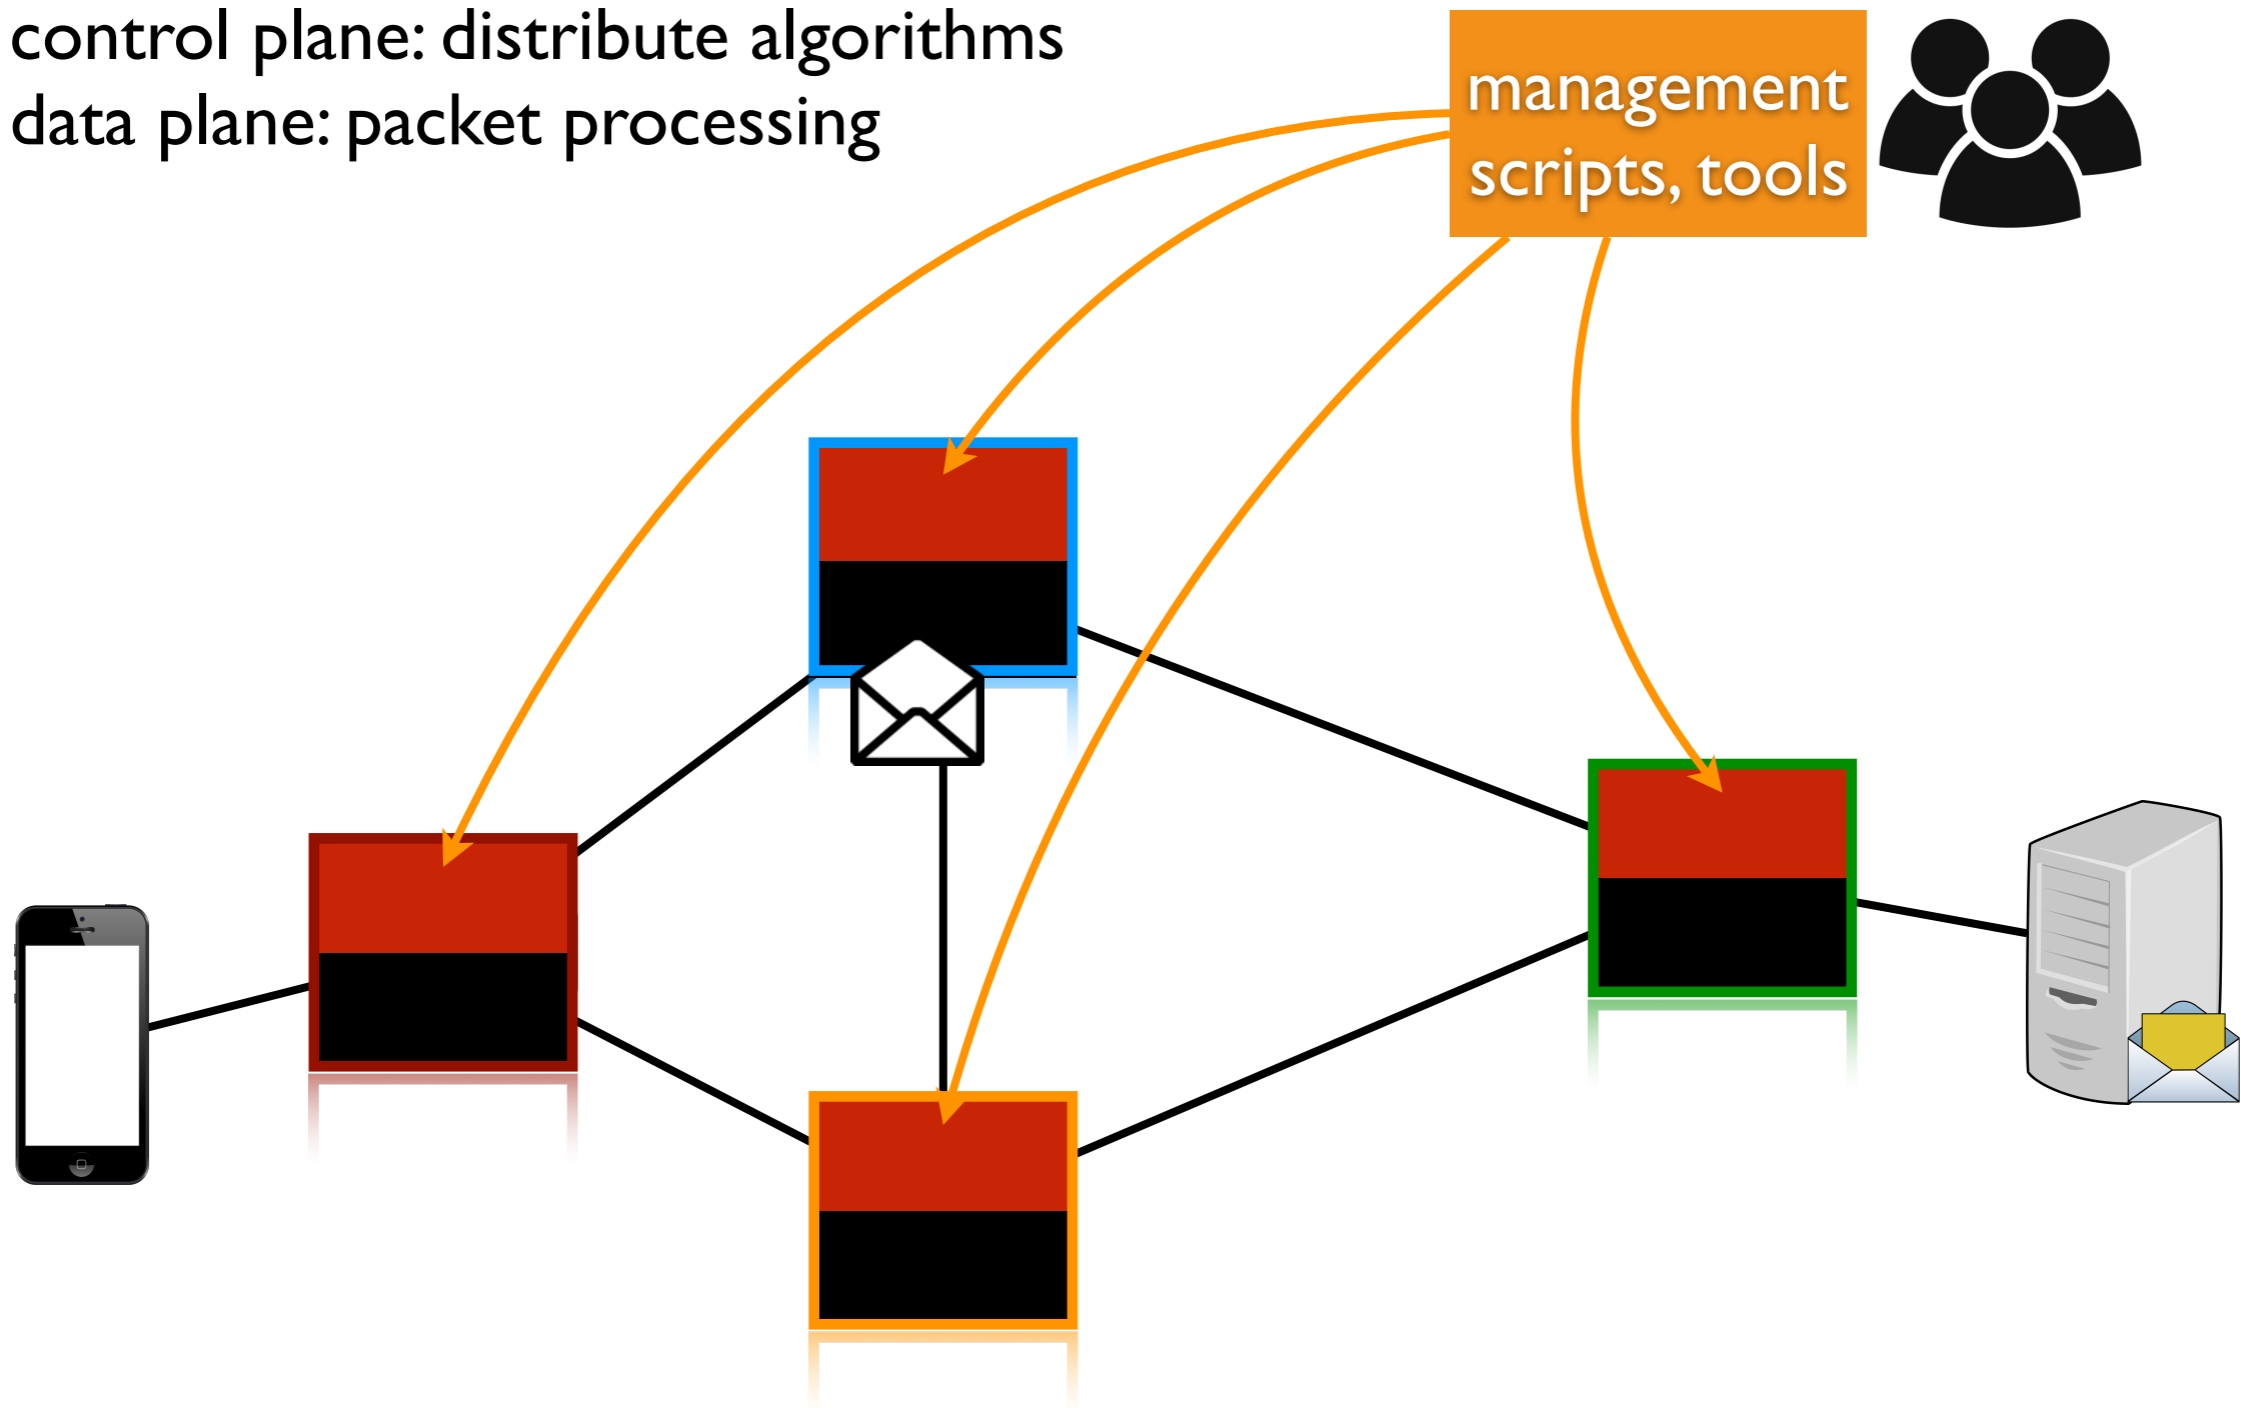 control plane: distribute algorithms
data plane: packet processing
management
scripts, tools